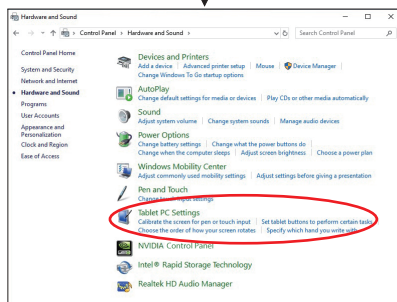 Hardware and Sound
Control Panel › Hardware and Sound ›
Search Control Panel
Control Panel Home
System and Security
Network and Internet
Hardware and Sound
Programs
User Accounts
Appearance and
Personalization
Clock and Region
Ease of Access
Devices and Printers
Add a device | Advanced printer setup | Mouse | Device Manager |
Change Windows To Go startup options
AutoPlay
Change default settings for media or devices | Play CDs or other media automatically
Sound
Adjust system volume | Change system sounds | Manage audio devices
Power Options
Change battery settings | Change what the power buttons do |
Change when the computer sleeps | Adjust screen brightness | Choose a power plan
Windows Mobility Center
Adjust commonly used mobility settings | Adjust settings before giving a presentation
Pen and Touch
Change touch input settings
Tablet PC Settings
Calibrate the screen for pen or touch input | Set tablet buttons to perform certain tasks
Choose the order of how your screen rotates | Specify which hand you write with
NVIDIA Control Panel
Intel® Rapid Storage Technology
Realtek HD Audio Manager